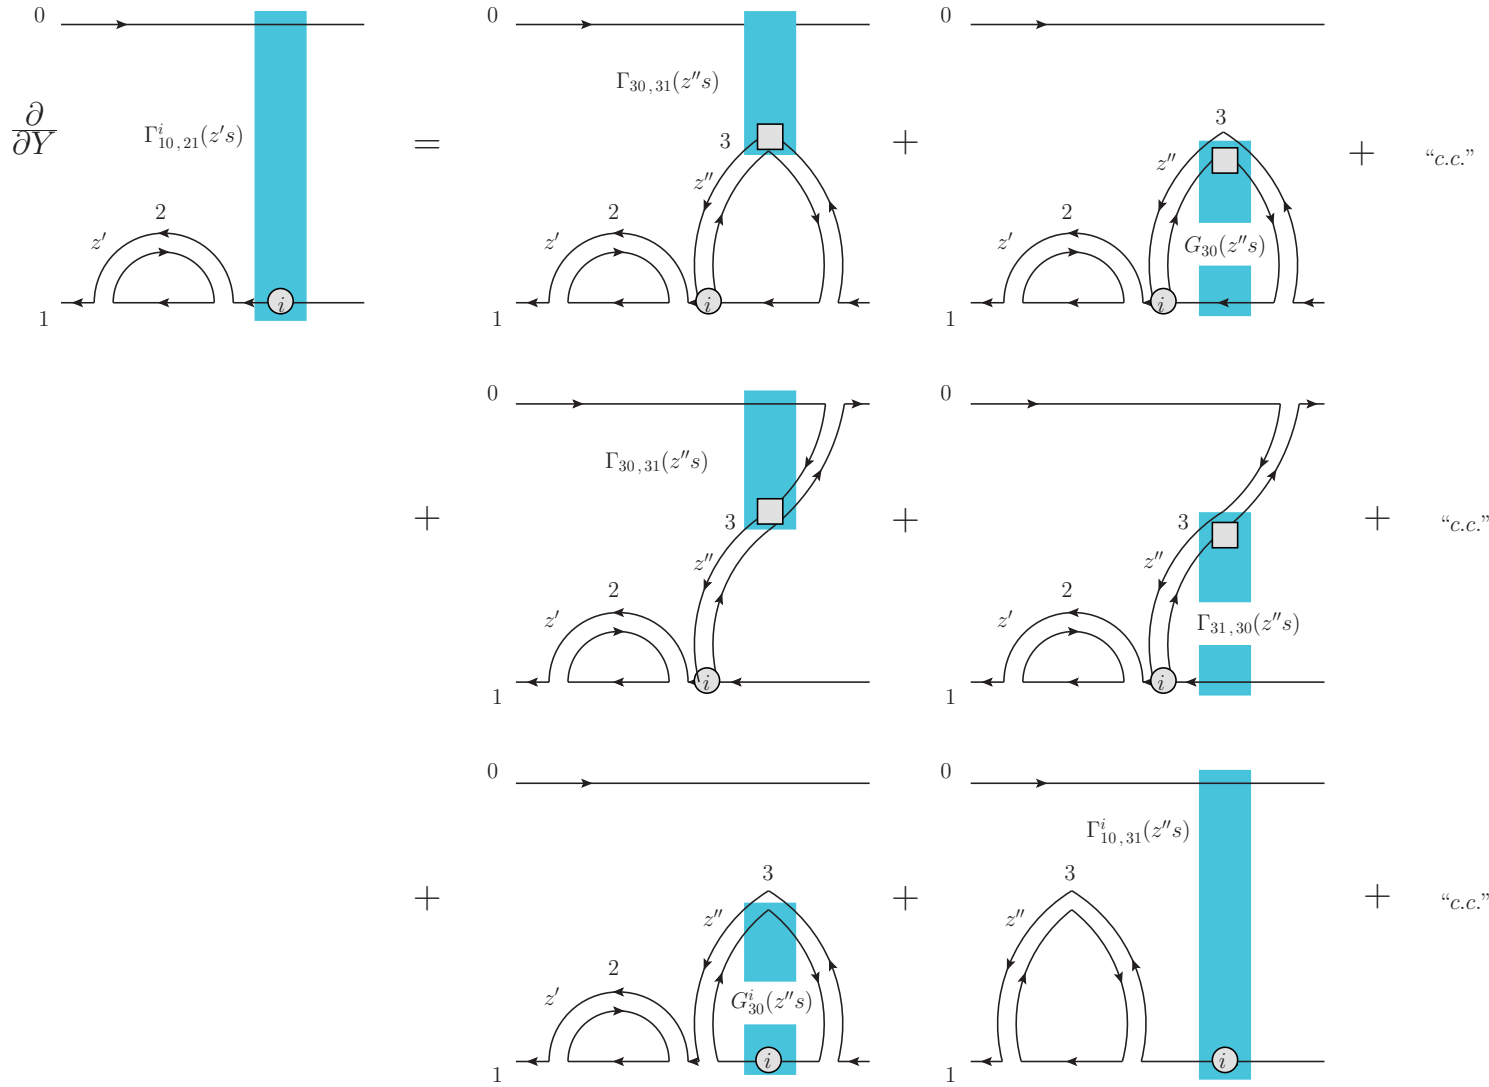 0 0 0
∂/∂Y Γ^i_{10,21}(z′s) = Γ_{30,31}(z″s) + 3 + “c.c.”
3 z″ z″
2 2 2 G_{30}(z″s)
z′ z′ z′
i i i
1 1 1
0 0
Γ_{30,31}(z″s)
+ 3 + 3 + “c.c.”
z″ z″
2 2 Γ_{31,30}(z″s)
z′ z′
i i
1 1
0 0
Γ^i_{10,31}(z″s)
3 3
+ z″ + z″ + “c.c.”
2
z′ G^i_{30}(z″s)
i i
1 1